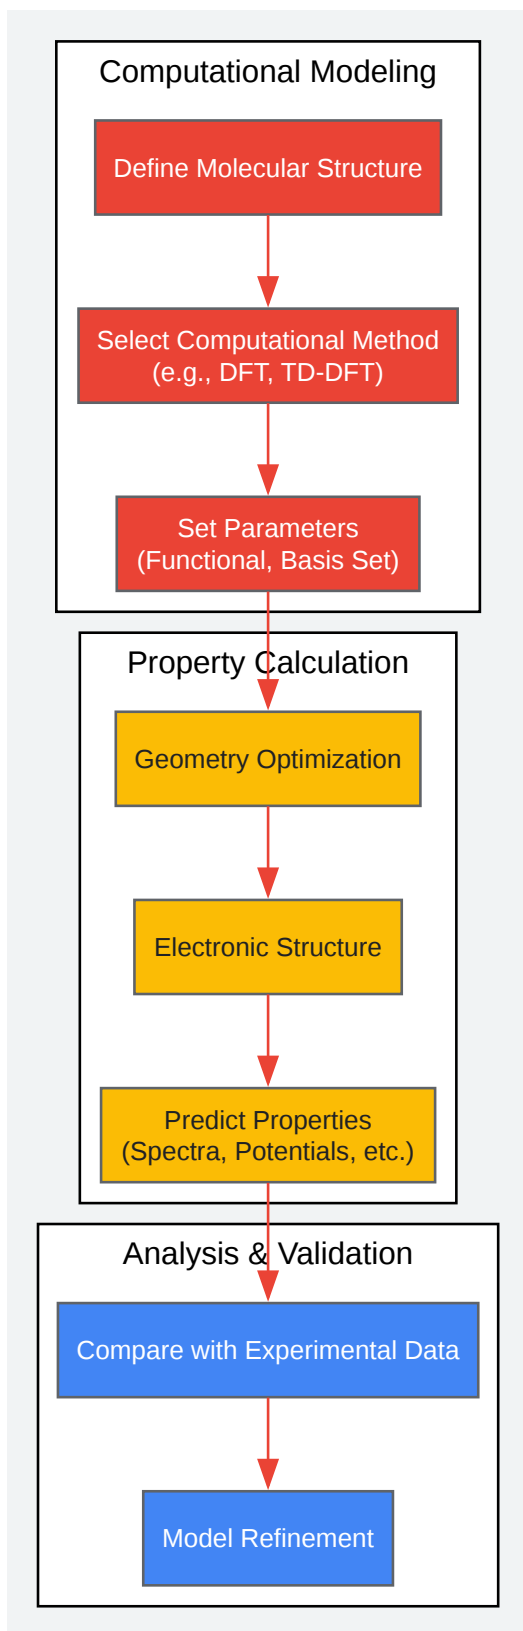 Computational Modeling
Define Molecular Structure
Select Computational Method
(e.g., DFT, TD-DFT)
Set Parameters
(Functional, Basis Set)
Property Calculation
Geometry Optimization
Electronic Structure
Predict Properties
(Spectra, Potentials, etc.)
Analysis & Validation
Compare with Experimental Data
Model Refinement